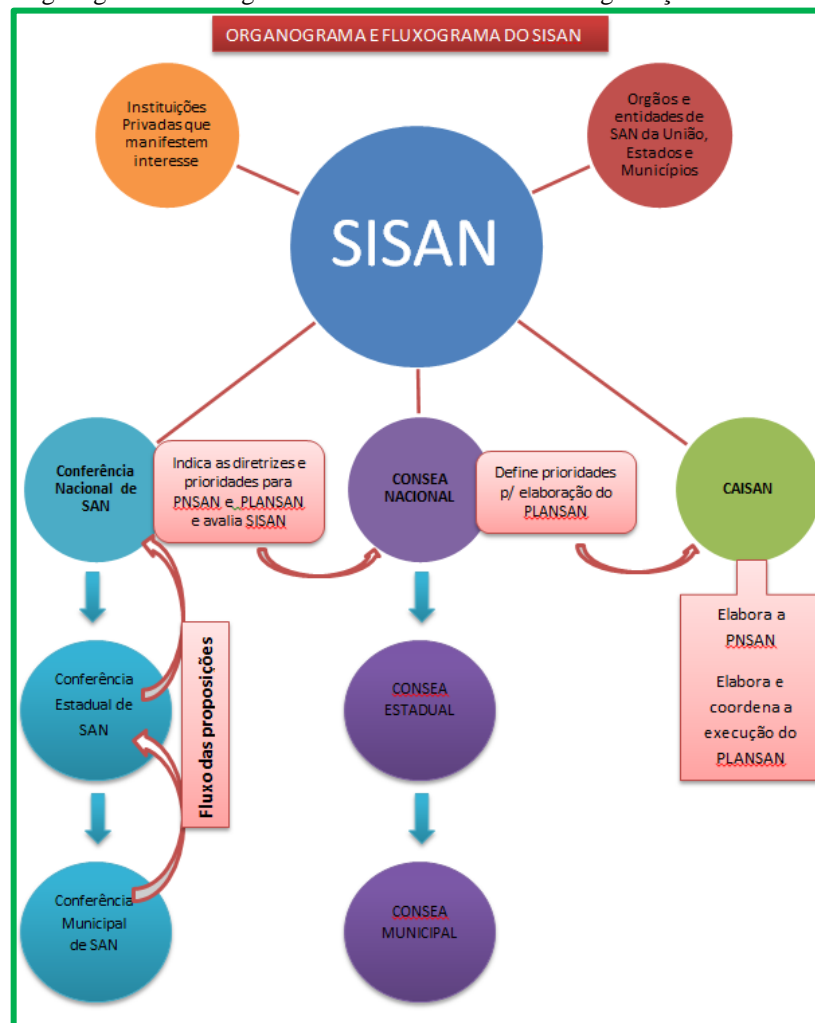 ORGANOGRAMA E FLUXOGRAMA DO SISAN
Instituições
Privadas que
manifestem
interesse
Orgãos e
entidades de
SAN da União,
Estados e
Municípios
SISAN
Conferência
Nacional de
SAN
Indica as diretrizes e
prioridades para
PNSAN e, PLANSAN
e avalia SISAN
CONSEA
NACIONAL
Define prioridades
p/ elaboração do
PLANSAN
CAISAN
Elabora a
PNSAN
Elabora e
coordena a
execução do
PLANSAN
Fluxo das proposições
Conferência
Estadual de
SAN
CONSEA
ESTADUAL
Conferência
Municipal
de SAN
CONSEA
MUNICIPAL